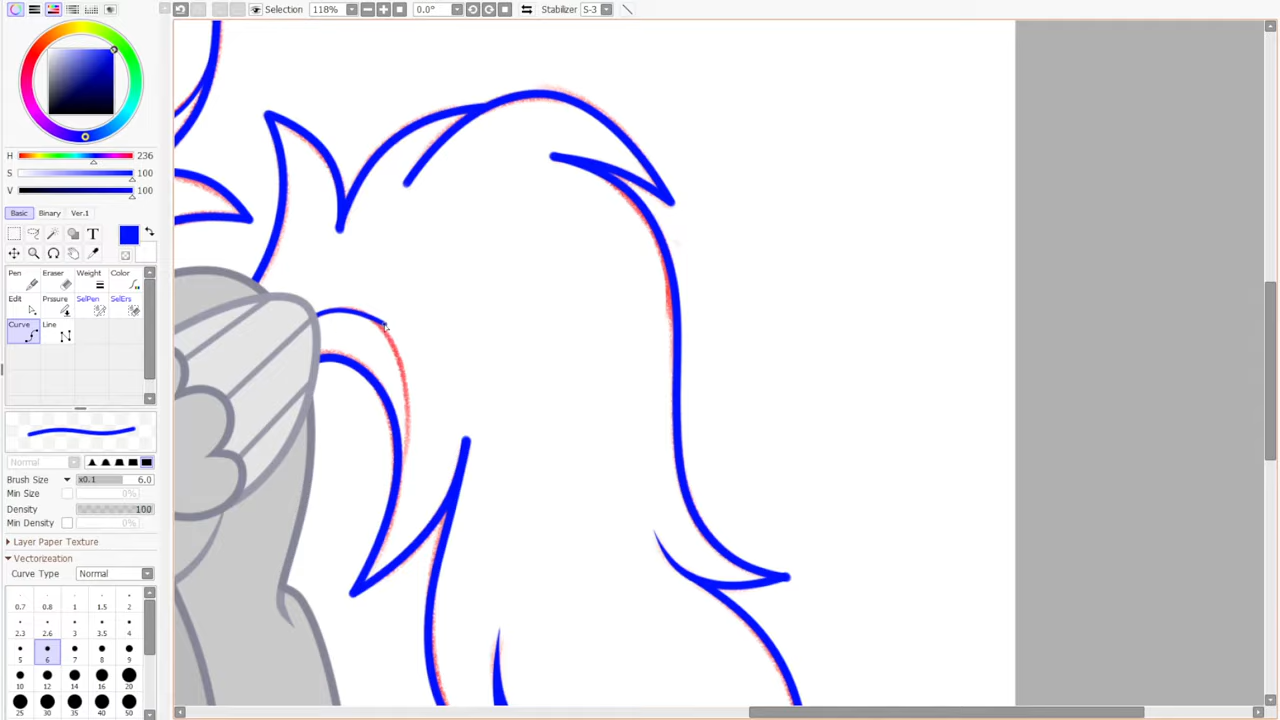 Selection 118% 0.0° Stabilizer S-3
H 236
S 100
V 100
Basic Binary Ver.1
T
Pen Eraser Weight Color
Edit Prssure SelPen SelErs
Curve Line
Normal
Brush Size x0.1 6.0
Min Size 0%
Density 100
Min Density 0%
Layer Paper Texture
Vectorizeation
Curve Type Normal
0.7 0.8 1 1.5 2
2.3 2.6 3 3.5 4
5 6 7 8 9
10 12 14 16 20
25 30 35 40 50